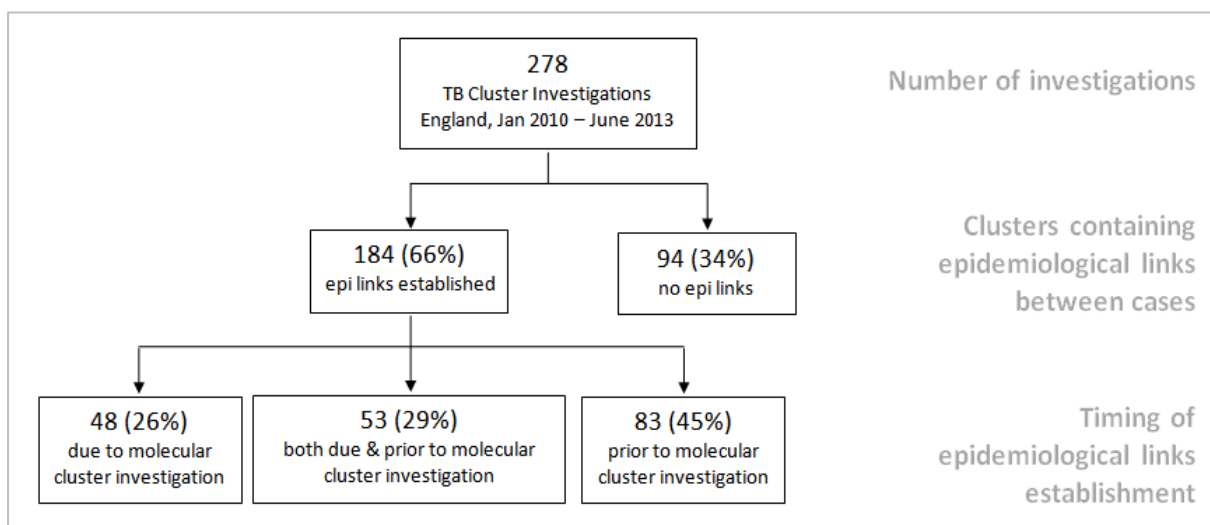 278
TB Cluster Investigations
England, Jan 2010 – June 2013
Number of investigations
184 (66%)
epi links established
94 (34%)
no epi links
Clusters containing
epidemiological links
between cases
48 (26%)
due to molecular
cluster investigation
53 (29%)
both due & prior to molecular
cluster investigation
83 (45%)
prior to molecular
cluster investigation
Timing of
epidemiological links
establishment